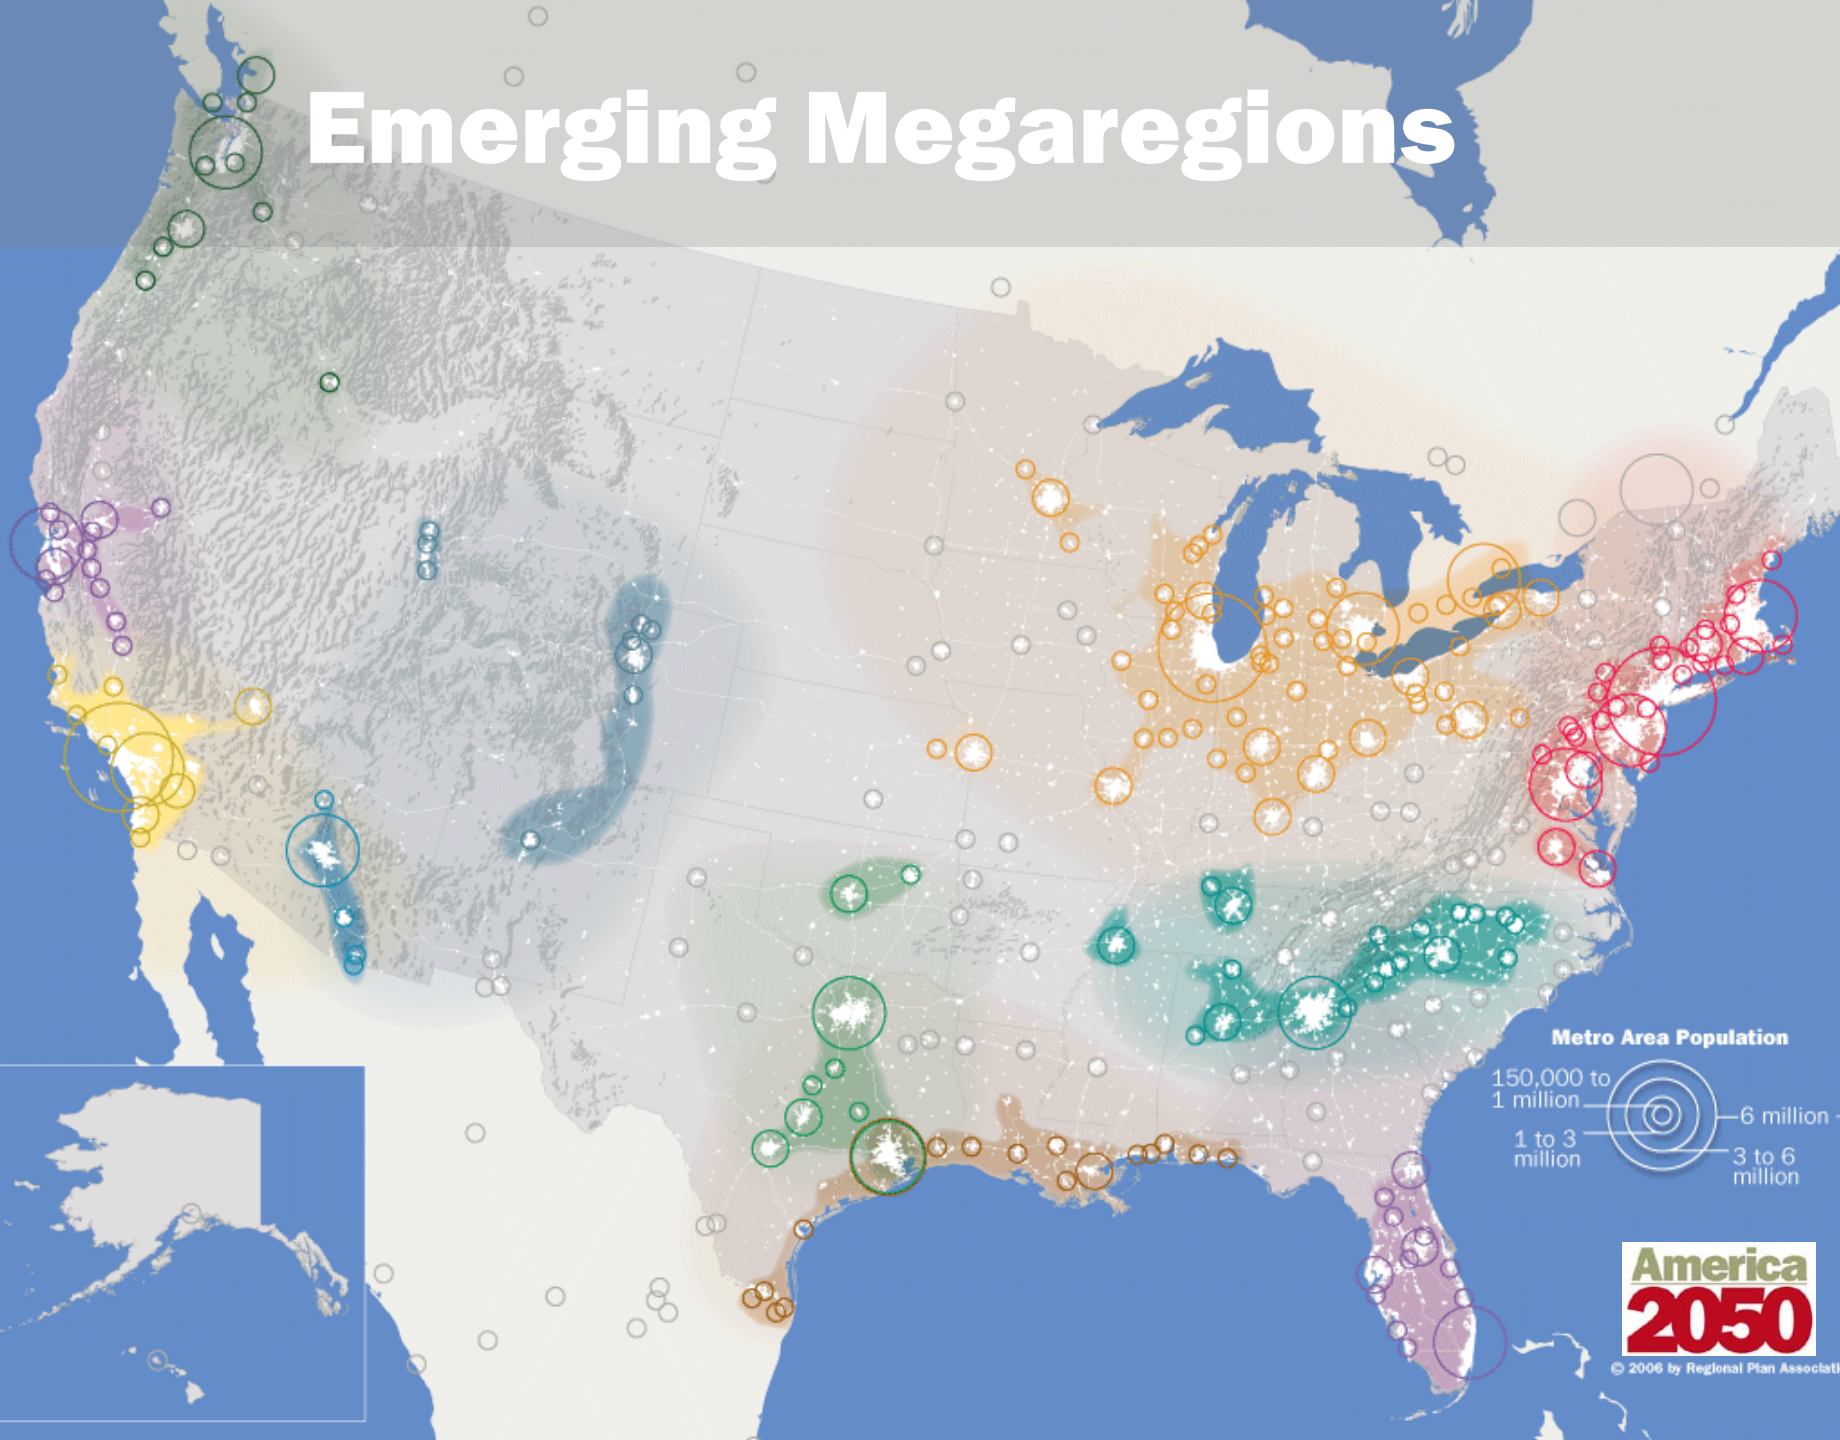 Emerging Megaregions
Metro Area Population
150,000 to
1 million
6 million -
1 to 3
million
3 to 6
million
America
2050
© 2006 by Regional Plan Associati